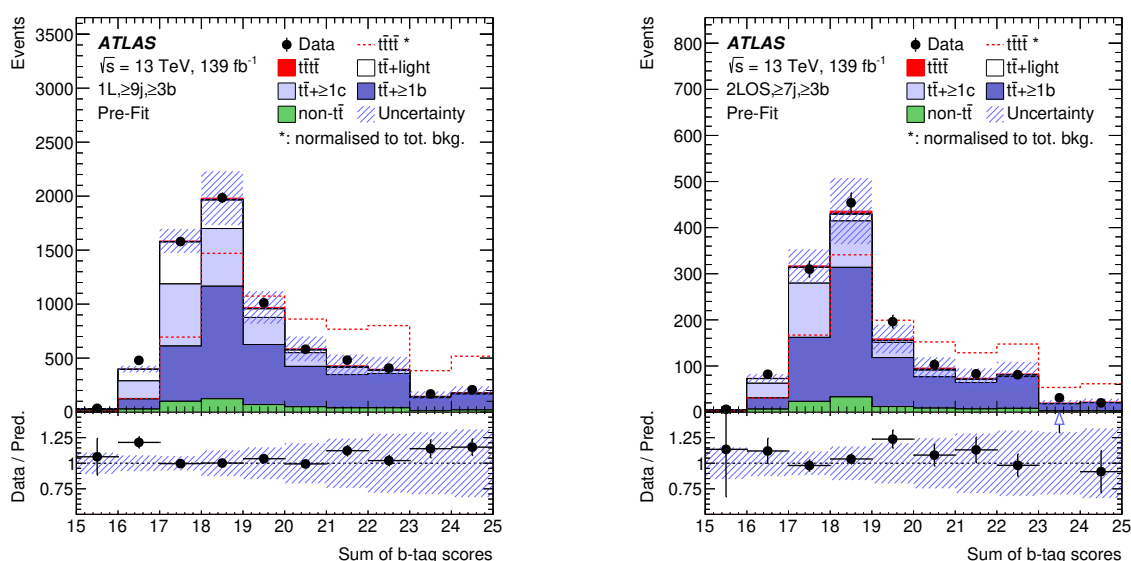 Events
3500
3000
2500
2000
1500
1000
500
0
ATLAS
√s = 13 TeV, 139 fb⁻¹
1L,≥9j,≥3b
Pre-Fit
Data
tt̄tt̄ *
tt̄tt̄
tt̄+light
tt̄+≥1c
tt̄+≥1b
non-tt̄
Uncertainty
*: normalised to tot. bkg.
Data / Pred.
1.25
1
0.75
15 16 17 18 19 20 21 22 23 24 25
Sum of b-tag scores
Events
800
700
600
500
400
300
200
100
0
ATLAS
√s = 13 TeV, 139 fb⁻¹
2LOS,≥7j,≥3b
Pre-Fit
Data
tt̄tt̄ *
tt̄tt̄
tt̄+light
tt̄+≥1c
tt̄+≥1b
non-tt̄
Uncertainty
*: normalised to tot. bkg.
Data / Pred.
1.25
1
0.75
15 16 17 18 19 20 21 22 23 24 25
Sum of b-tag scores